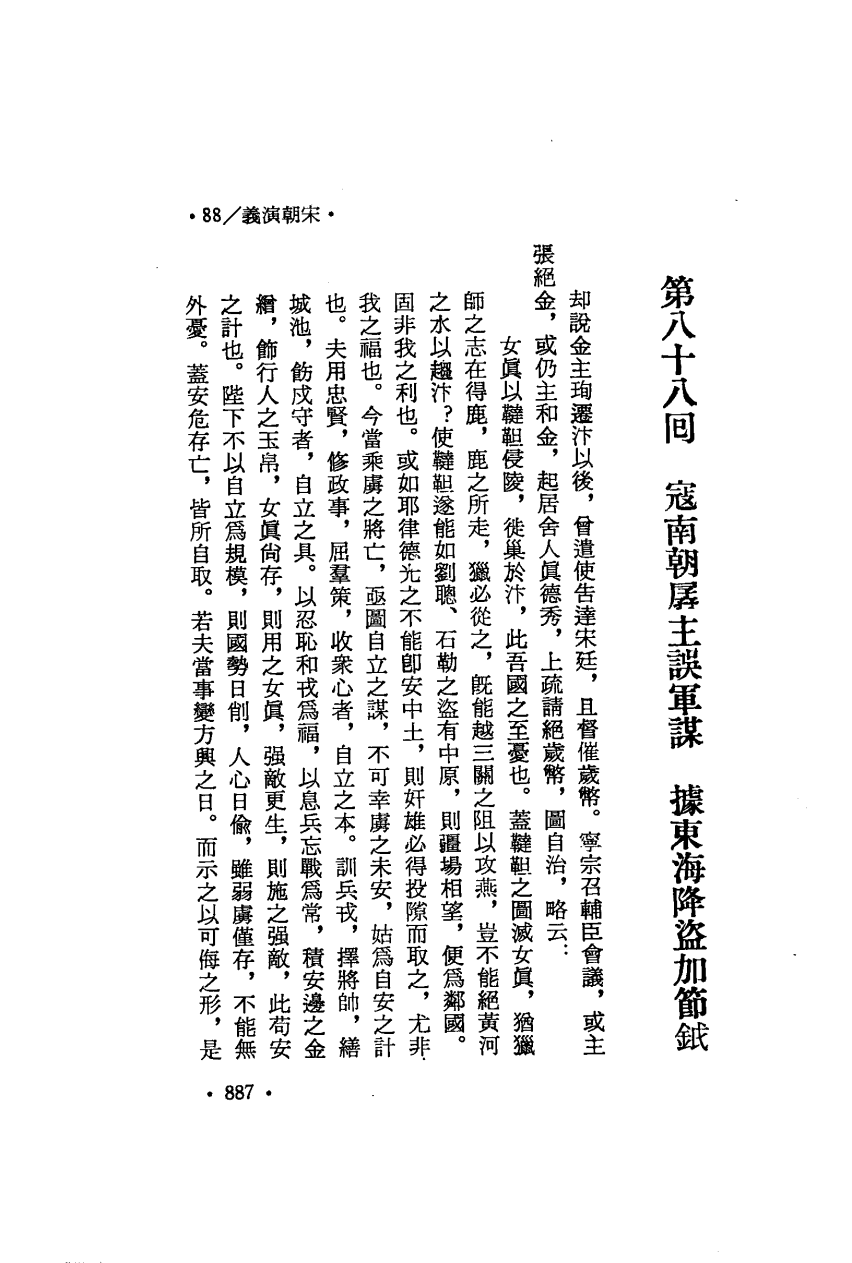 ·宋朝演義/88·
第八十八回　寇南朝孱主誤軍謀　據東海降盜加節鉞
却說金主珣遷汴以後，曾遣使告達宋廷，且督催歲幣。寧宗召輔臣會議，或主
張絕金，或仍主和金，起居舍人眞德秀，上疏請絕歲幣，圖自治，略云：
女眞以韃靼侵陵，徙巢於汴，此吾國之至憂也。蓋韃靼之圖滅女眞，猶獵
師之志在得鹿，鹿之所走，獵必從之，旣能越三關之阻以攻燕，豈不能絕黃河
之水以趨汴？使韃靼遂能如劉聰、石勒之盜有中原，則疆場相望，便爲鄰國。
固非我之利也。或如耶律德光之不能卽安中土，則奸雄必得投隙而取之，尤非
我之福也。今當乘虜之將亡，亟圖自立之謀，不可幸虜之未安，姑爲自安之計
也。夫用忠賢，修政事，屈羣策，收衆心者，自立之本。訓兵戎，擇將帥，繕
城池，飭戍守者，自立之具。以忍恥和戎爲福，以息兵忘戰爲常，積安邊之金
繒，飾行人之玉帛，女眞尙存，則用之女眞，强敵更生，則施之强敵，此苟安
之計也。陛下不以自立爲規模，則國勢日削，人心日偸，雖弱虜僅存，不能無
外憂。蓋安危存亡，皆所自取。若夫當事變方興之日。而示之以可侮之形，是
·887·